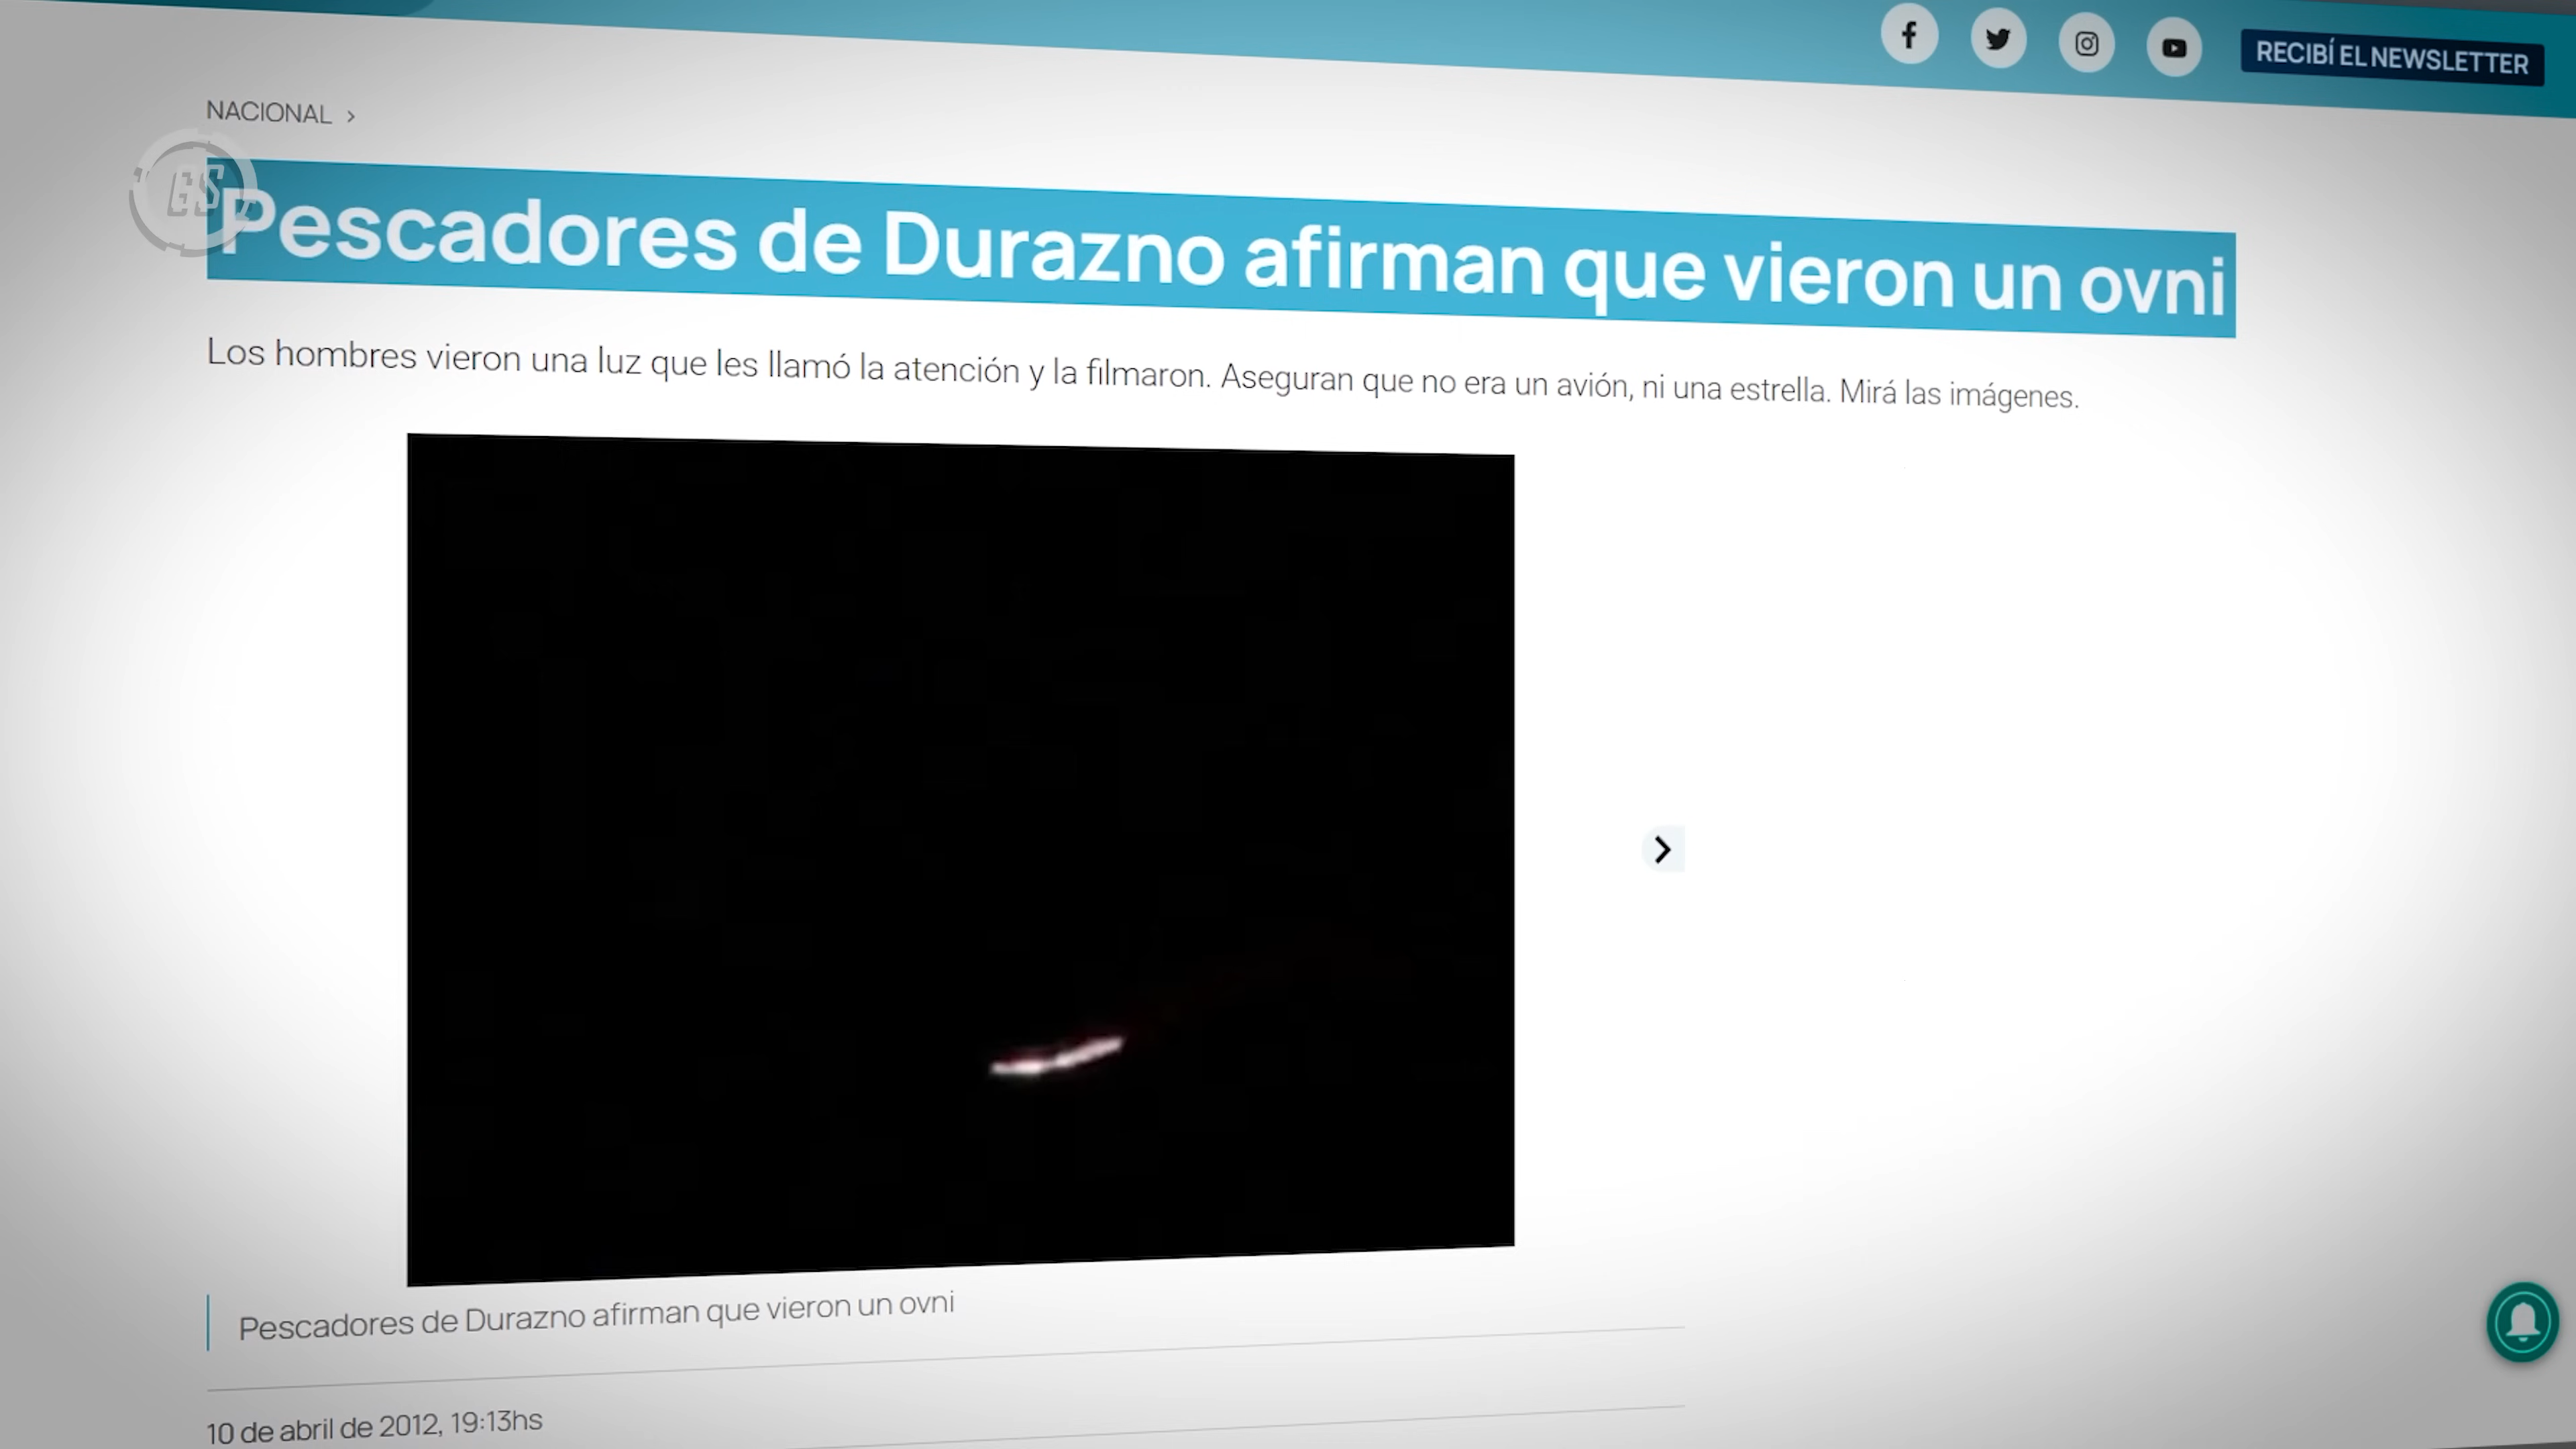 RECIBÍ EL NEWSLETTER
NACIONAL >
GS
Pescadores de Durazno afirman que vieron un ovni
Los hombres vieron una luz que les llamó la atención y la filmaron. Aseguran que no era un avión, ni una estrella. Mirá las imágenes.
Pescadores de Durazno afirman que vieron un ovni
10 de abril de 2012, 19:13hs